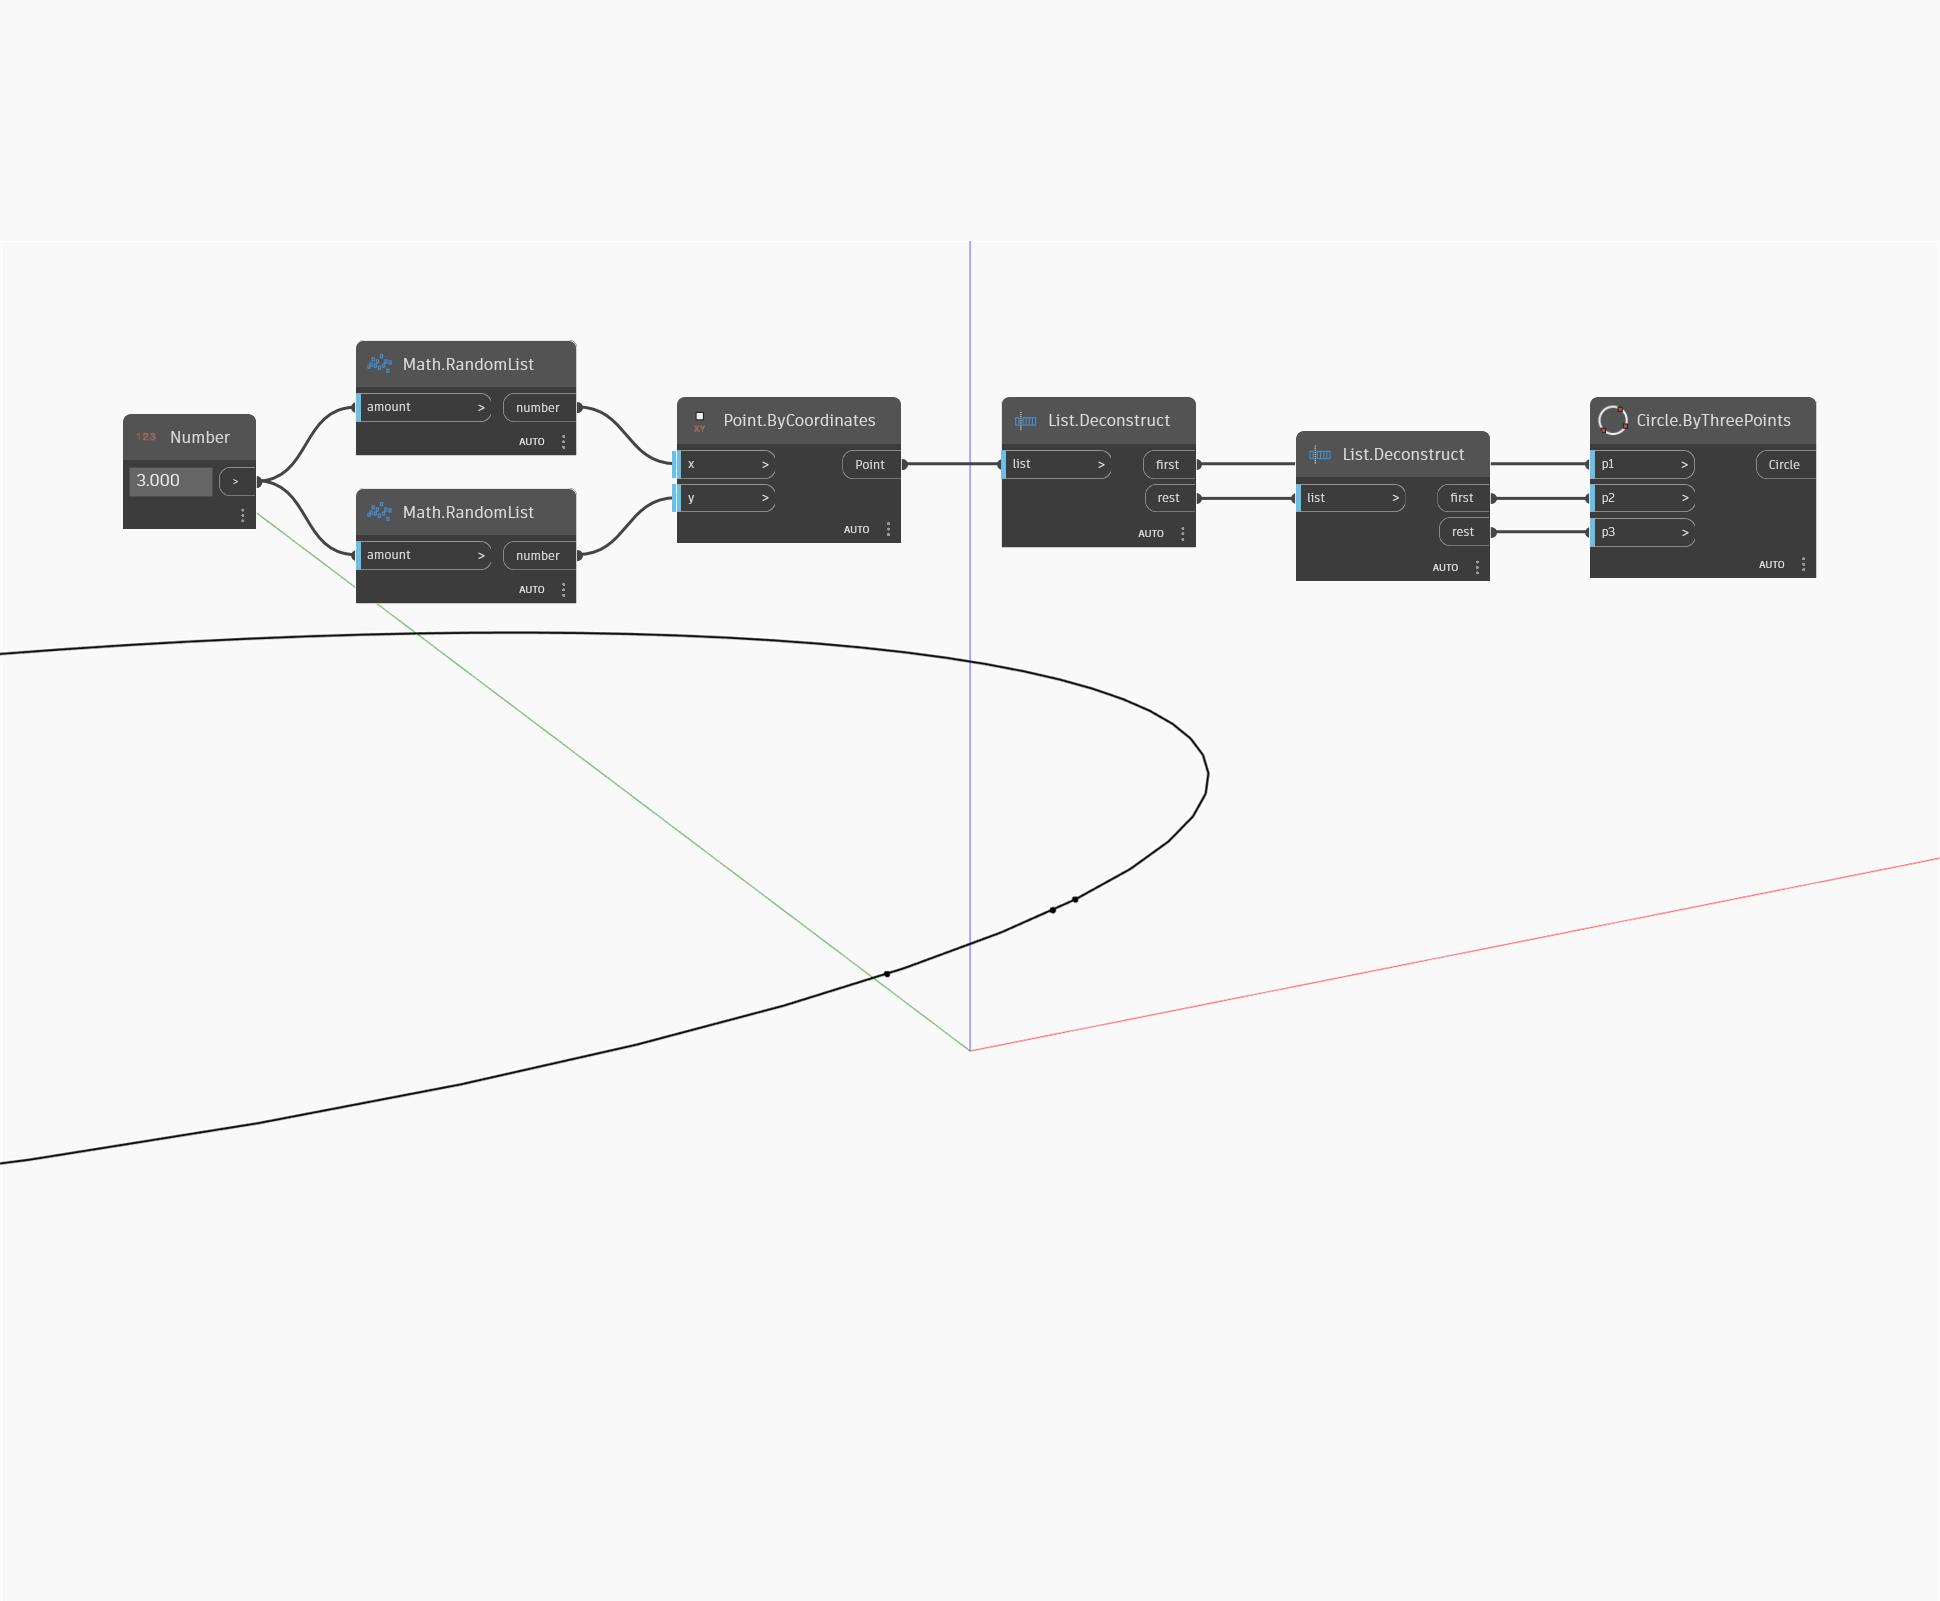 123 Number
3.000 >
Math.RandomList
amount > number
AUTO
Math.RandomList
amount > number
AUTO
XY Point.ByCoordinates
x > Point
y >
AUTO
List.Deconstruct
list > first
rest
AUTO
List.Deconstruct
list > first
rest
AUTO
Circle.ByThreePoints
p1 > Circle
p2 >
p3 >
AUTO